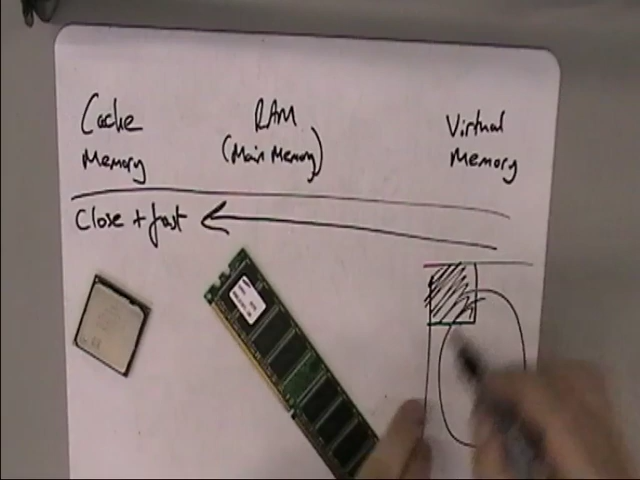 Cache
Memory
RAM
(Main Memory)
Virtual
Memory
Close + fast